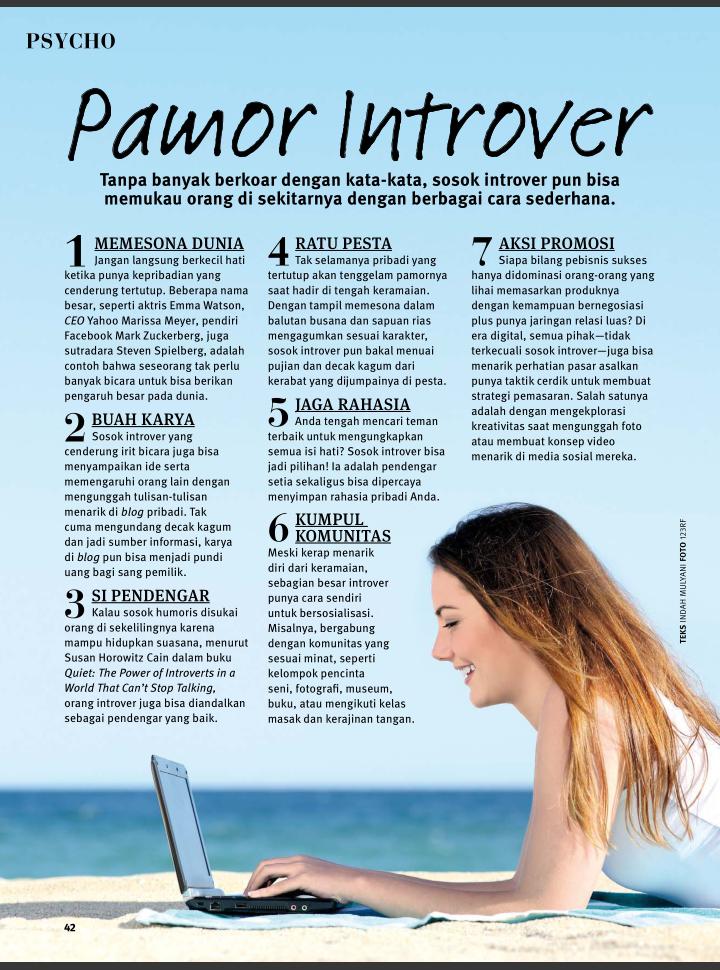 PSYCHO
Pamor Introver
Tanpa banyak berkoar dengan kata-kata, sosok introver pun bisa
memukau orang di sekitarnya dengan berbagai cara sederhana.
1 MEMESONA DUNIA
Jangan langsung berkecil hati
ketika punya kepribadian yang
cenderung tertutup. Beberapa nama
besar, seperti aktris Emma Watson,
CEO Yahoo Marissa Meyer, pendiri
Facebook Mark Zuckerberg, juga
sutradara Steven Spielberg, adalah
contoh bahwa seseorang tak perlu
banyak bicara untuk bisa berikan
pengaruh besar pada dunia.
2 BUAH KARYA
Sosok introver yang
cenderung irit bicara juga bisa
menyampaikan ide serta
memengaruhi orang lain dengan
mengunggah tulisan-tulisan
menarik di blog pribadi. Tak
cuma mengundang decak kagum
dan jadi sumber informasi, karya
di blog pun bisa menjadi pundi
uang bagi sang pemilik.
3 SI PENDENGAR
Kalau sosok humoris disukai
orang di sekelilingnya karena
mampu hidupkan suasana, menurut
Susan Horowitz Cain dalam buku
Quiet: The Power of Introverts in a
World That Can't Stop Talking,
orang introver juga bisa diandalkan
sebagai pendengar yang baik.
4 RATU PESTA
Tak selamanya pribadi yang
tertutup akan tenggelam pamornya
saat hadir di tengah keramaian.
Dengan tampil memesona dalam
balutan busana dan sapuan rias
mengagumkan sesuai karakter,
sosok introver pun bakal menuai
pujian dan decak kagum dari
kerabat yang dijumpainya di pesta.
5 JAGA RAHASIA
Anda tengah mencari teman
terbaik untuk mengungkapkan
semua isi hati? Sosok introver bisa
jadi pilihan! Ia adalah pendengar
setia sekaligus bisa dipercaya
menyimpan rahasia pribadi Anda.
6 KUMPUL
KOMUNITAS
Meski kerap menarik
diri dari keramaian,
sebagian besar introver
punya cara sendiri
untuk bersosialisasi.
Misalnya, bergabung
dengan komunitas yang
sesuai minat, seperti
kelompok pencinta
seni, fotografi, museum,
buku, atau mengikuti kelas
masak dan kerajinan tangan.
7 AKSI PROMOSI
Siapa bilang pebisnis sukses
hanya didominasi orang-orang yang
lihai memasarkan produknya
dengan kemampuan bernegosiasi
plus punya jaringan relasi luas? Di
era digital, semua pihak—tidak
terkecuali sosok introver—juga bisa
menarik perhatian pasar asalkan
punya taktik cerdik untuk membuat
strategi pemasaran. Salah satunya
adalah dengan mengekplorasi
kreativitas saat mengunggah foto
atau membuat konsep video
menarik di media sosial mereka.
TEKS INDAH MULYANI FOTO 123RF
42